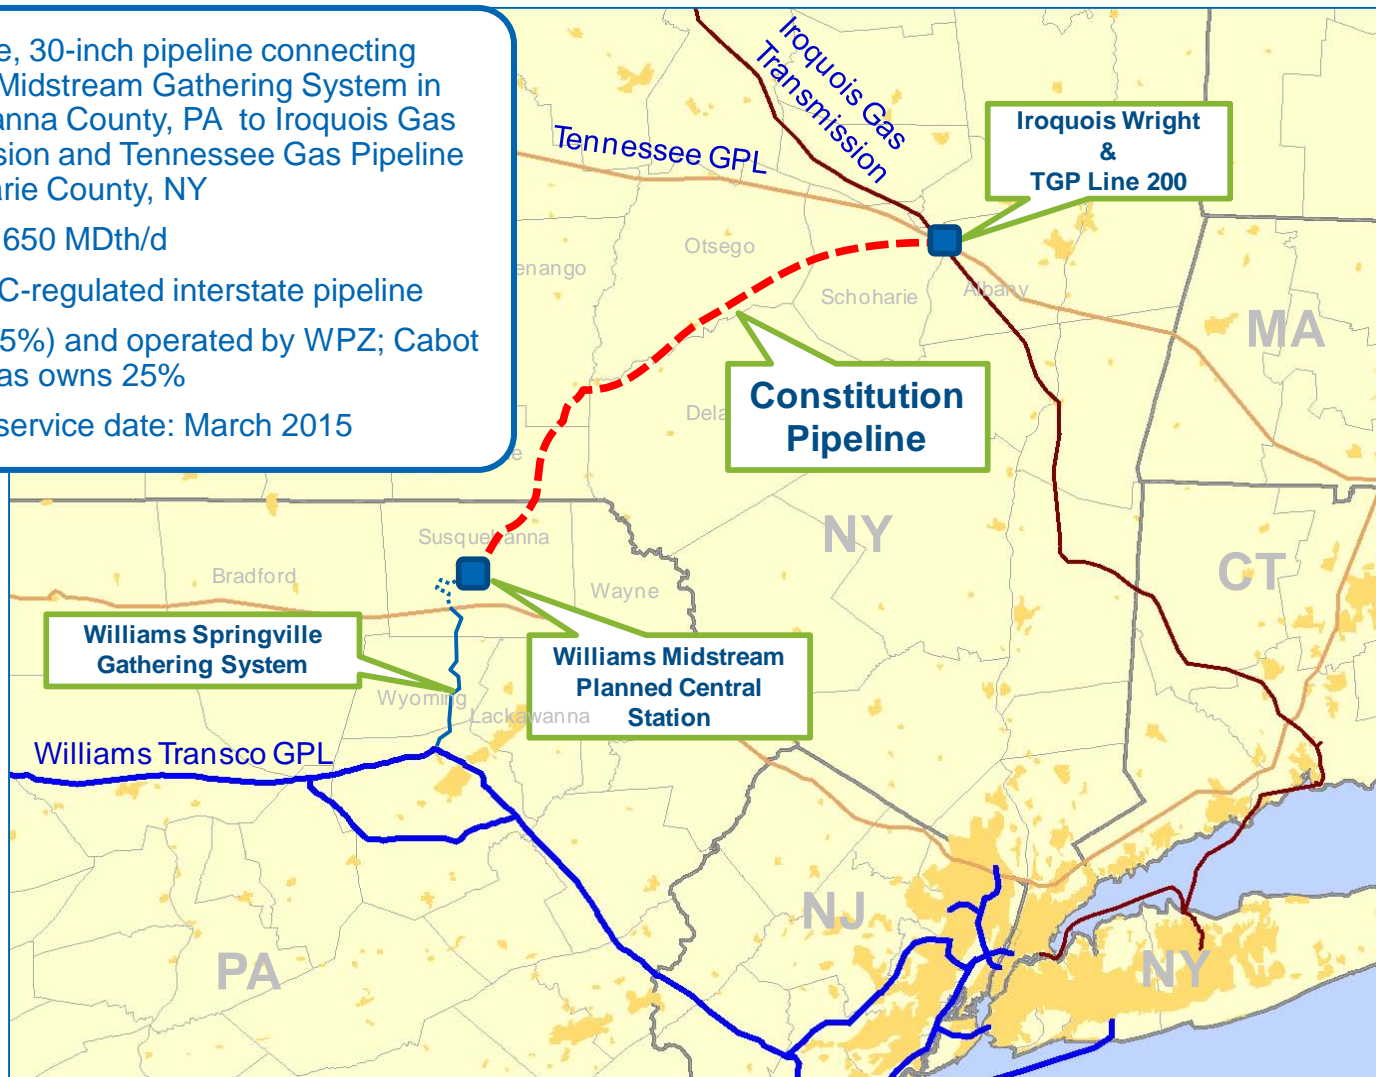 e, 30-inch pipeline connecting
Midstream Gathering System in
anna County, PA to Iroquois Gas
sion and Tennessee Gas Pipeline
arie County, NY
650 MDth/d
C-regulated interstate pipeline
5%) and operated by WPZ; Cabot
as owns 25%
service date: March 2015
Iroquois Gas
Transmission
Tennessee GPL
Iroquois Wright
&
TGP Line 200
Otsego
enango
Schoharie
Albany
MA
Constitution
Pipeline
Dela
e
NY
Susquehanna
Bradford
Wayne
CT
Williams Springville
Gathering System
Williams Midstream
Planned Central
Station
Wyoming
Lackawanna
Williams Transco GPL
NJ
PA
NY